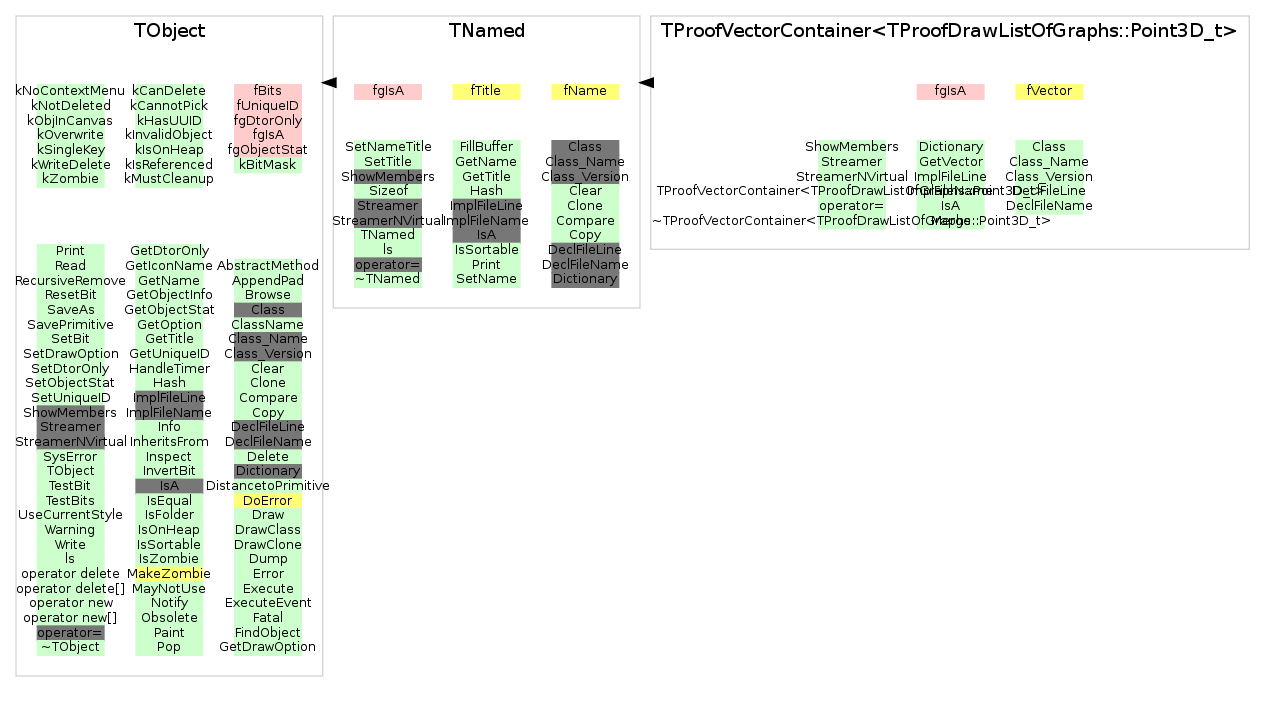 TObject
kNoContextMenu kCanDelete fBits
kNotDeleted kCannotPick fUniqueID
kObjInCanvas kHasUUID fgDtorOnly
kOverwrite kInvalidObject fgIsA
kSingleKey kIsOnHeap fgObjectStat
kWriteDelete kIsReferenced kBitMask
kZombie kMustCleanup
Print GetDtorOnly
Read GetIconName AbstractMethod
RecursiveRemove GetName AppendPad
ResetBit GetObjectInfo Browse
SaveAs GetObjectStat Class
SavePrimitive GetOption ClassName
SetBit GetTitle Class_Name
SetDrawOption GetUniqueID Class_Version
SetDtorOnly HandleTimer Clear
SetObjectStat Hash Clone
SetUniqueID ImplFileLine Compare
ShowMembers ImplFileName Copy
Streamer Info DeclFileLine
StreamerNVirtual InheritsFrom DeclFileName
SysError Inspect Delete
TObject InvertBit Dictionary
TestBit IsA DistancetoPrimitive
TestBits IsEqual DoError
UseCurrentStyle IsFolder Draw
Warning IsOnHeap DrawClass
Write IsSortable DrawClone
ls IsZombie Dump
operator delete MakeZombie Error
operator delete[] MayNotUse Execute
operator new Notify ExecuteEvent
operator new[] Obsolete Fatal
operator= Paint FindObject
~TObject Pop GetDrawOption
TNamed
fgIsA fTitle fName
SetNameTitle FillBuffer Class
SetTitle GetName Class_Name
ShowMembers GetTitle Class_Version
Sizeof Hash Clear
Streamer ImplFileLine Clone
StreamerNVirtual ImplFileName Compare
TNamed IsA Copy
ls IsSortable DeclFileLine
operator= Print DeclFileName
~TNamed SetName Dictionary
TProofVectorContainer<TProofDrawListOfGraphs::Point3D_t>
fgIsA fVector
ShowMembers Dictionary Class
Streamer GetVector Class_Name
StreamerNVirtual ImplFileLine Class_Version
TProofVectorContainer<TProofDrawListOfGraphs::Point3D_t> ImplFileName DeclFileLine
operator= IsA DeclFileName
~TProofVectorContainer<TProofDrawListOfGraphs::Point3D_t> Merge